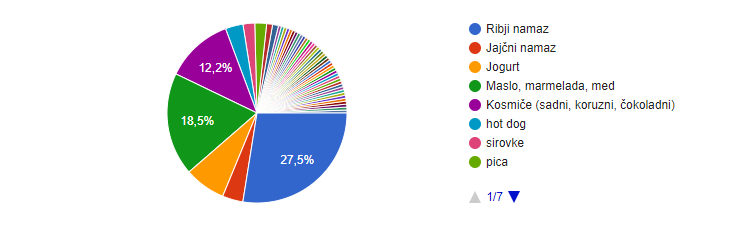 27,5%
18,5%
12,2%
Ribji namaz
Jajčni namaz
Jogurt
Maslo, marmelada, med
Kosmiče (sadni, koruzni, čokoladni)
hot dog
sirovke
pica
1/7